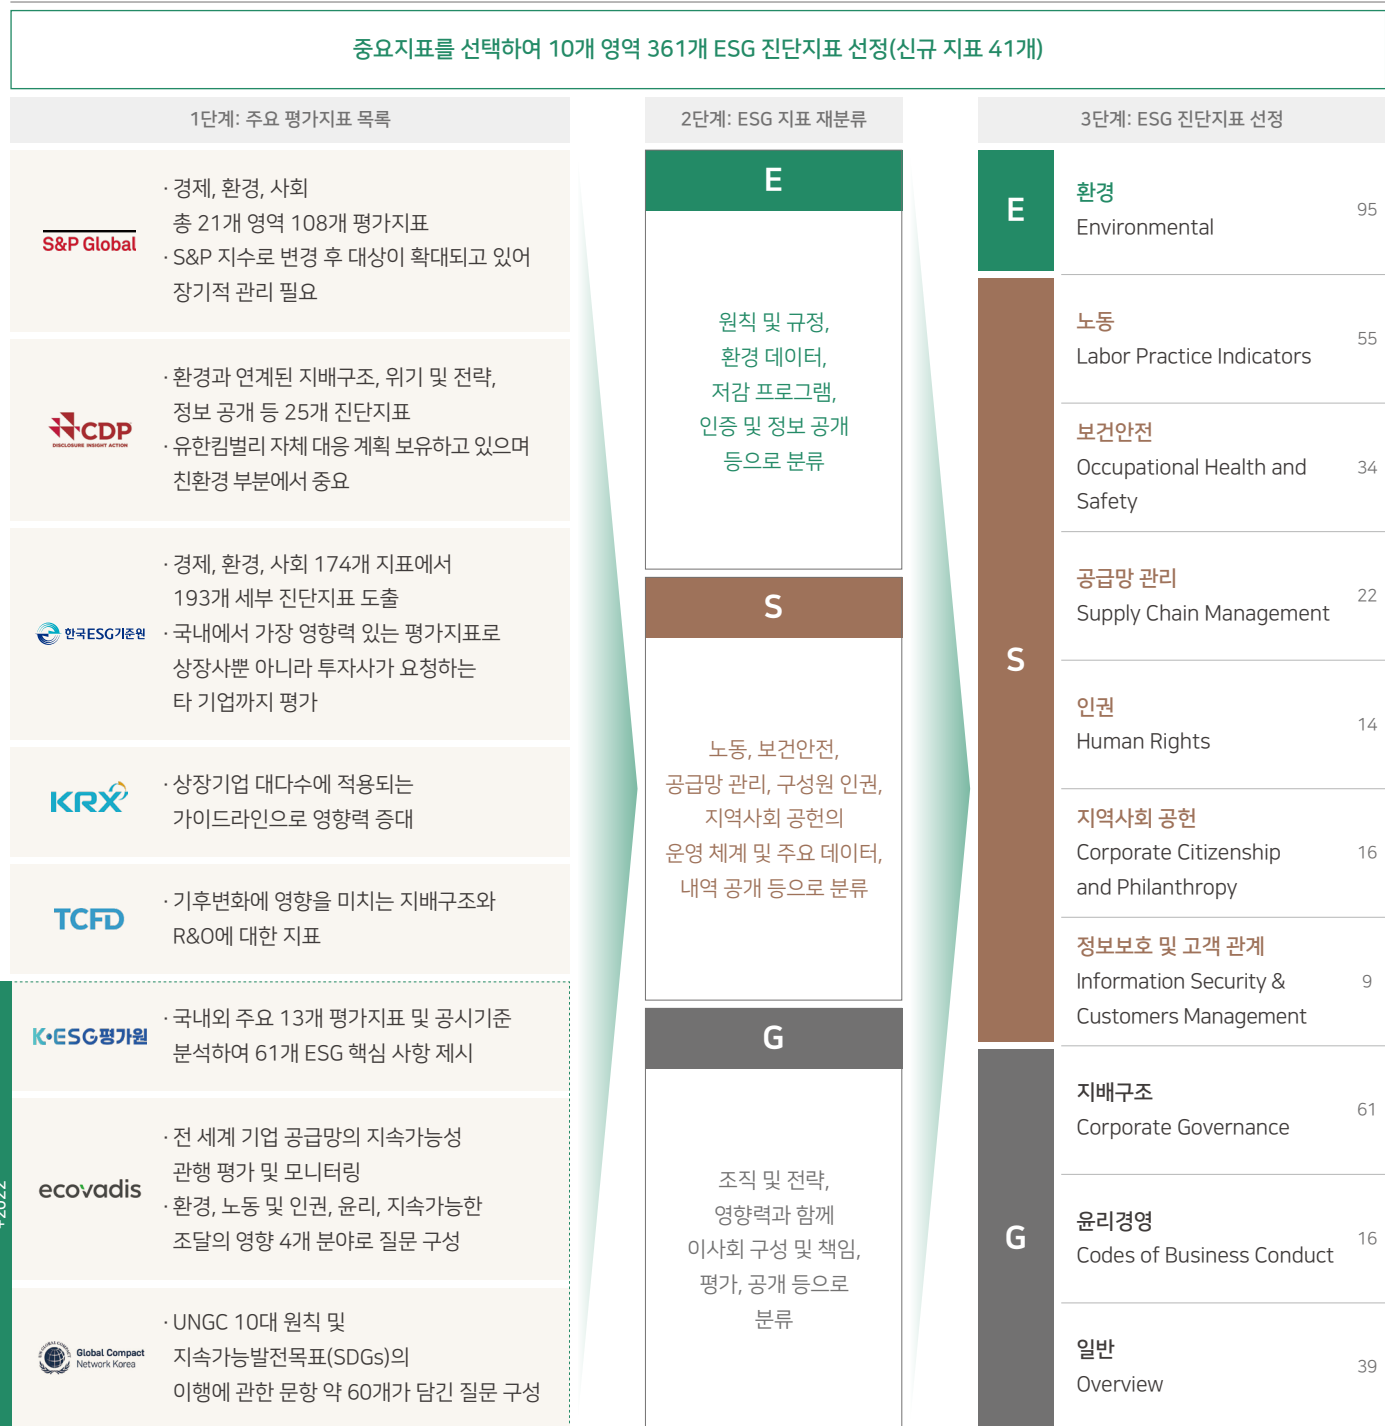 중요지표를 선택하여 10개 영역 361개 ESG 진단지표 선정(신규 지표 41개)
1단계: 주요 평가지표 목록
S&P Global
· 경제, 환경, 사회
총 21개 영역 108개 평가지표
· S&P 지수로 변경 후 대상이 확대되고 있어
장기적 관리 필요
CDP
DISCLOSURE INSIGHT ACTION
· 환경과 연계된 지배구조, 위기 및 전략,
정보 공개 등 25개 진단지표
· 유한킴벌리 자체 대응 계획 보유하고 있으며
친환경 부분에서 중요
한국ESG기준원
· 경제, 환경, 사회 174개 지표에서
193개 세부 진단지표 도출
· 국내에서 가장 영향력 있는 평가지표로
상장사뿐 아니라 투자사가 요청하는
타 기업까지 평가
KRX
· 상장기업 대다수에 적용되는
가이드라인으로 영향력 증대
TCFD
· 기후변화에 영향을 미치는 지배구조와
R&O에 대한 지표
+2022
K•ESG평가원
· 국내외 주요 13개 평가지표 및 공시기준
분석하여 61개 ESG 핵심 사항 제시
ecovadis
· 전 세계 기업 공급망의 지속가능성
관행 평가 및 모니터링
· 환경, 노동 및 인권, 윤리, 지속가능한
조달의 영향 4개 분야로 질문 구성
Global Compact
Network Korea
· UNGC 10대 원칙 및
지속가능발전목표(SDGs)의
이행에 관한 문항 약 60개가 담긴 질문 구성
2단계: ESG 지표 재분류
E
원칙 및 규정,
환경 데이터,
저감 프로그램,
인증 및 정보 공개
등으로 분류
S
노동, 보건안전,
공급망 관리, 구성원 인권,
지역사회 공헌의
운영 체계 및 주요 데이터,
내역 공개 등으로 분류
G
조직 및 전략,
영향력과 함께
이사회 구성 및 책임,
평가, 공개 등으로
분류
3단계: ESG 진단지표 선정
E
환경
Environmental
95
S
노동
Labor Practice Indicators
55
보건안전
Occupational Health and
Safety
34
공급망 관리
Supply Chain Management
22
인권
Human Rights
14
지역사회 공헌
Corporate Citizenship
and Philanthropy
16
정보보호 및 고객 관계
Information Security &
Customers Management
9
G
지배구조
Corporate Governance
61
윤리경영
Codes of Business Conduct
16
일반
Overview
39